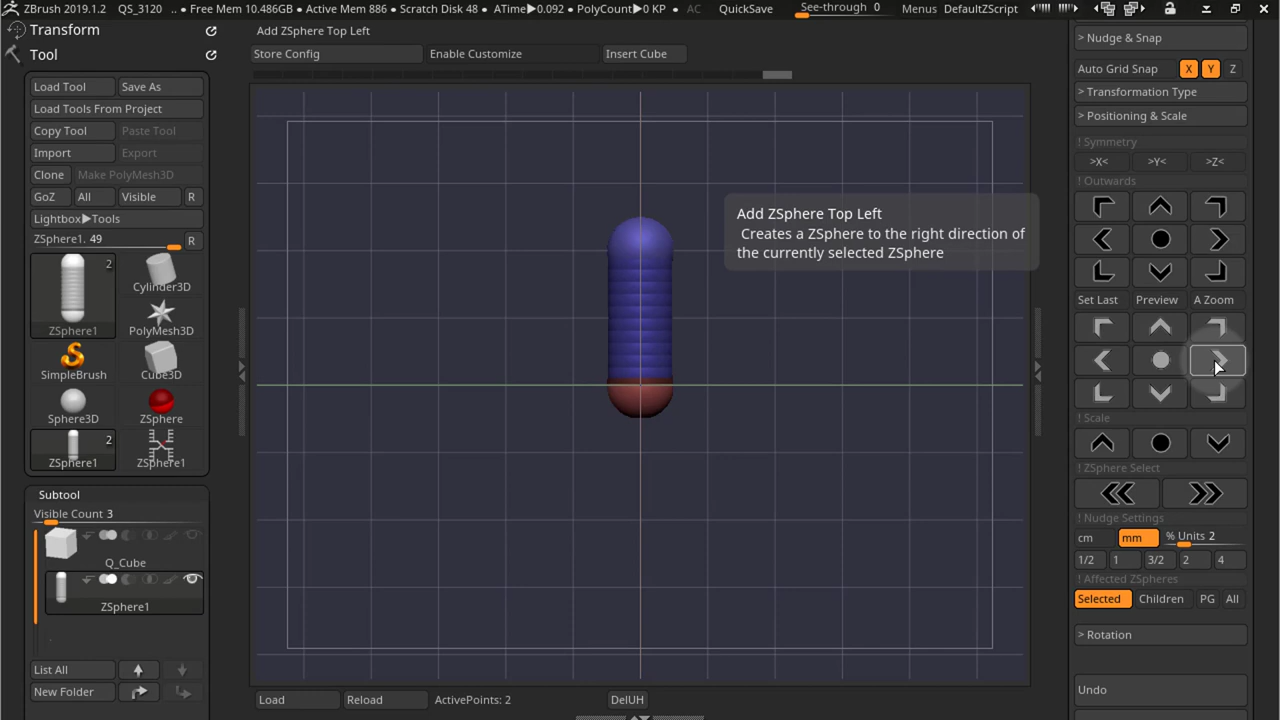 ZBrush 2019.1.2 QS_3120 .. • Free Mem 10.486GB • Active Mem 886 • Scratch Disk 48 • ATime▶0.092 • PolyCount▶0 KP • AC QuickSave See-through 0 Menus DefaultZScript
Transform
Tool
Load Tool Save As
Load Tools From Project
Copy Tool Paste Tool
Import Export
Clone Make PolyMesh3D
GoZ All Visible R
Lightbox▶Tools
ZSphere1. 49 R
2
ZSphere1
Cylinder3D
PolyMesh3D
SimpleBrush Cube3D
Sphere3D ZSphere
2
ZSphere1 ZSphere1
Subtool
Visible Count 3
Q_Cube
ZSphere1
List All
New Folder
Add ZSphere Top Left
Store Config Enable Customize Insert Cube
Add ZSphere Top Left
Creates a ZSphere to the right direction of
the currently selected ZSphere
Load Reload ActivePoints: 2 DelUH
> Nudge & Snap
Auto Grid Snap X Y Z
> Transformation Type
> Positioning & Scale
! Symmetry
>X< >Y< >Z<
! Outwards
Set Last Preview A Zoom
! Scale
! ZSphere Select
! Nudge Settings
cm mm % Units 2
1/2 1 3/2 2 4
! Affected ZSpheres
Selected Children PG All
> Rotation
Undo